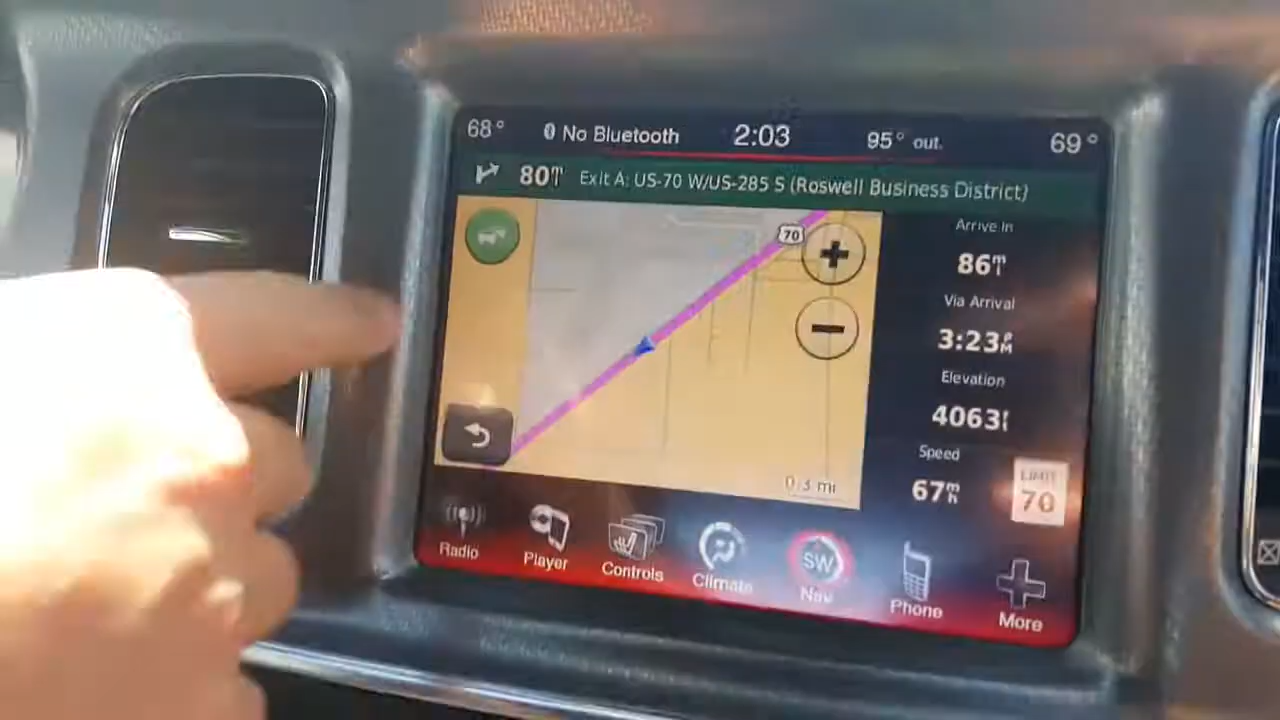 68° No Bluetooth 2:03 95° out. 69°
80 Exit A: US-70 W/US-285 S (Roswell Business District)
70
Arrive In
86
Via Arrival
3:23 PM
Elevation
4063
Speed
67
LIMIT
70
0.3 mi
Radio Player Controls Climate SW Nav Phone More